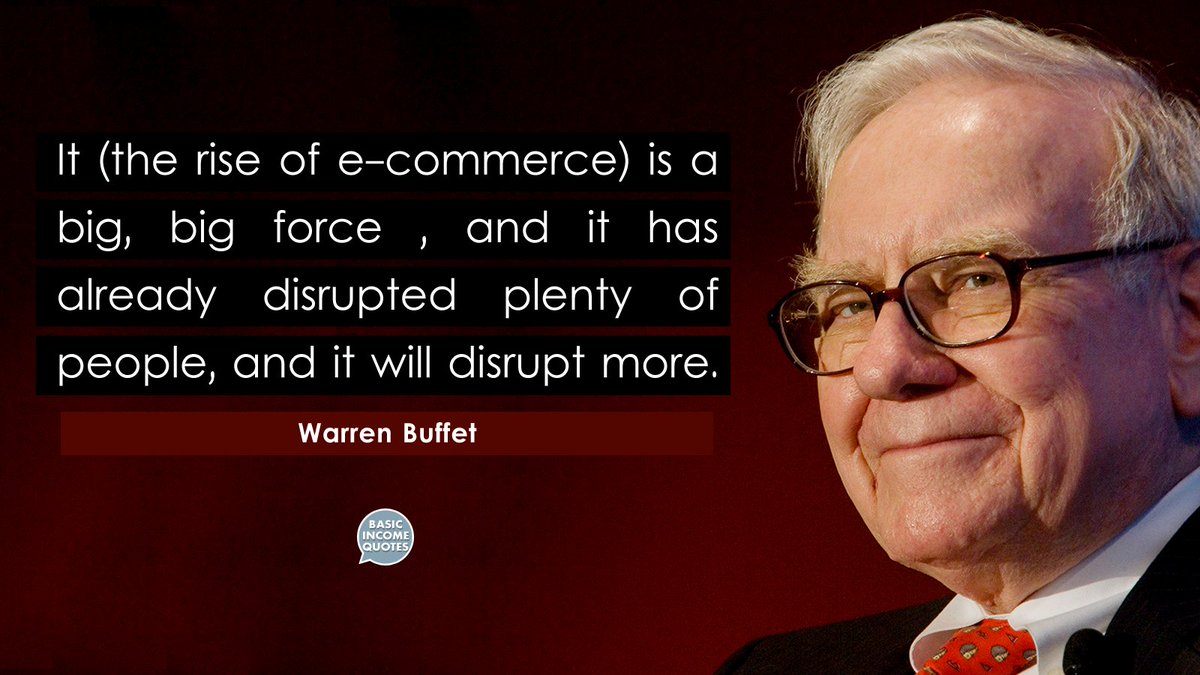 It (the rise of e-commerce) is a
big, big force , and it has
already disrupted plenty of
people, and it will disrupt more.
Warren Buffet
BASIC
INCOME
QUOTES